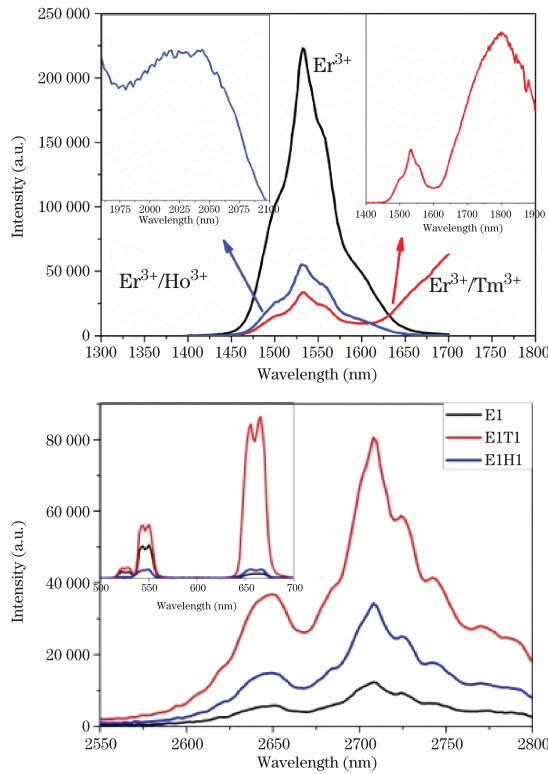 250 000
200 000
150 000
100 000
50 000
0
Intensity (a.u.)
1300 1350 1400 1450 1500 1550 1600 1650 1700 1750 1800
Wavelength (nm)
Er³⁺
Er³⁺/Ho³⁺
Er³⁺/Tm³⁺
1975 2000 2025 2050 2075 2100
Wavelength (nm)
1400 1500 1600 1700 1800 1900
Wavelength (nm)
80 000
60 000
40 000
20 000
0
Intensity (a.u.)
E1
E1T1
E1H1
500 550 600 650 700
Wavelength (nm)
2550 2600 2650 2700 2750 2800
Wavelength (nm)